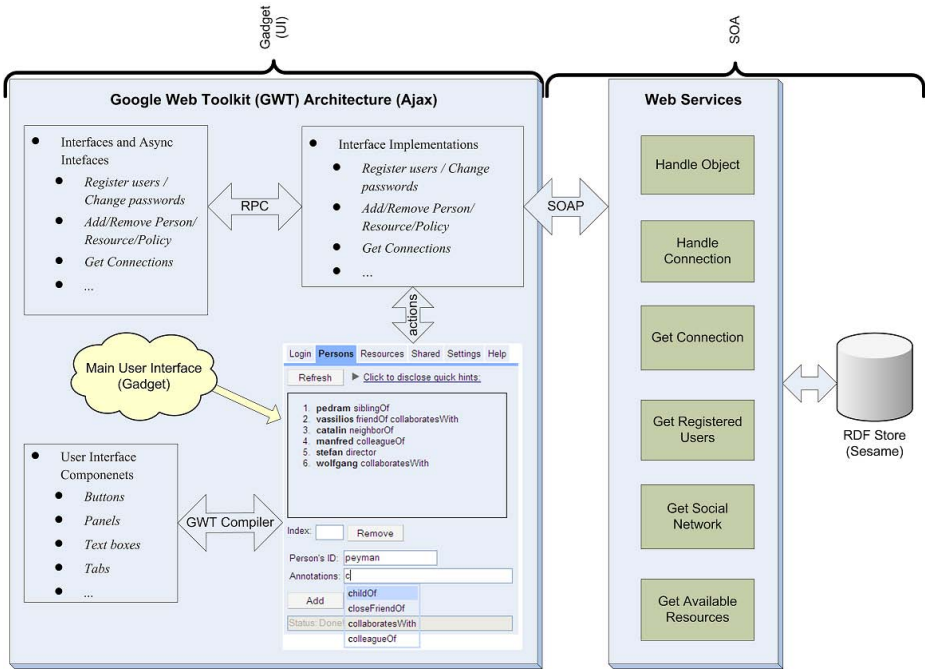 Gadget
(UI)
SOA
Google Web Toolkit (GWT) Architecture (Ajax)
Interfaces and Async
Intefaces
Register users /
Change passwords
Add/Remove Person/
Resource/Policy
Get Connections
...
RPC
Interface Implementations
Register users / Change
passwords
Add/Remove Person/
Resource/Policy
Get Connections
...
SOAP
actions
Main User Interface
(Gadget)
User Interface
Componenets
Buttons
Panels
Text boxes
Tabs
...
GWT Compiler
Login Persons Resources Shared Settings Help
Refresh Click to disclose quick hints:
1. pedram siblingOf
2. vassilios friendOf collaboratesWith
3. catalin neighborOf
4. manfred colleagueOf
5. stefan director
6. wolfgang collaboratesWith
Index: Remove
Person's ID: peyman
Annotations: c
Add
childOf
closeFriendOf
Status: Done! collaboratesWith
colleagueOf
Web Services
Handle Object
Handle
Connection
Get Connection
Get Registered
Users
Get Social
Network
Get Available
Resources
RDF Store
(Sesame)